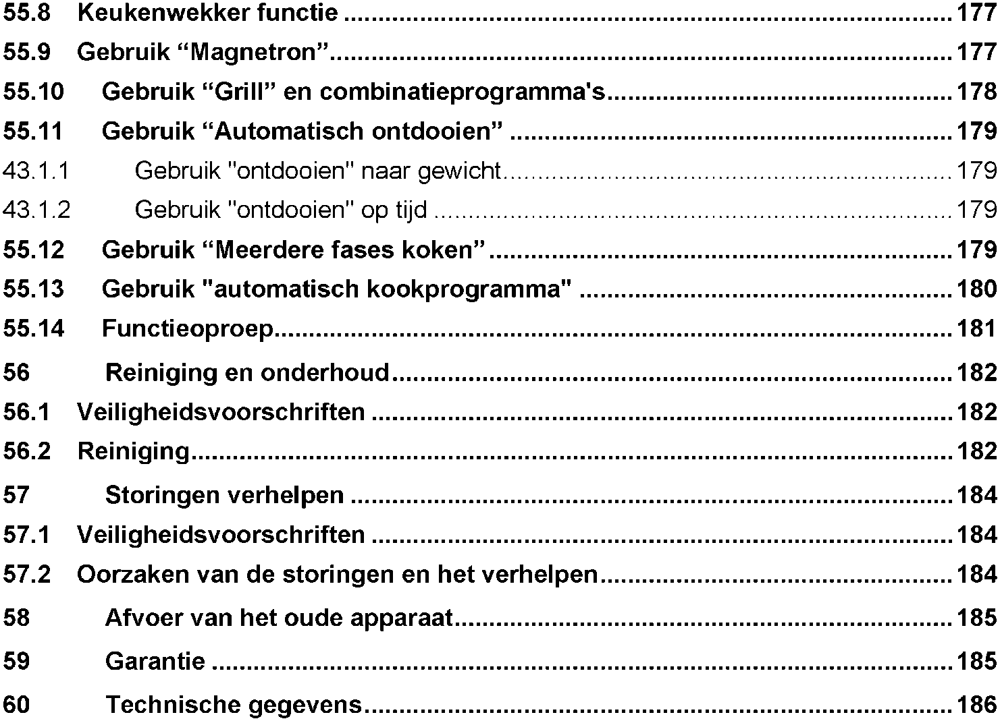 55.8 Keukenwekker functie ........ 177
55.9 Gebruik “Magnetron” ........ 177
55.10 Gebruik “Grill” en combinatieprogramma's ........ 178
55.11 Gebruik “Automatisch ontdooien” ........ 179
43.1.1 Gebruik "ontdooien" naar gewicht ........ 179
43.1.2 Gebruik "ontdooien" op tijd ........ 179
55.12 Gebruik “Meerdere fases koken” ........ 179
55.13 Gebruik "automatisch kookprogramma" ........ 180
55.14 Functieoproep ........ 181
56 Reiniging en onderhoud ........ 182
56.1 Veiligheidsvoorschriften ........ 182
56.2 Reiniging ........ 182
57 Storingen verhelpen ........ 184
57.1 Veiligheidsvoorschriften ........ 184
57.2 Oorzaken van de storingen en het verhelpen ........ 184
58 Afvoer van het oude apparaat ........ 185
59 Garantie ........ 185
60 Technische gegevens ........ 186